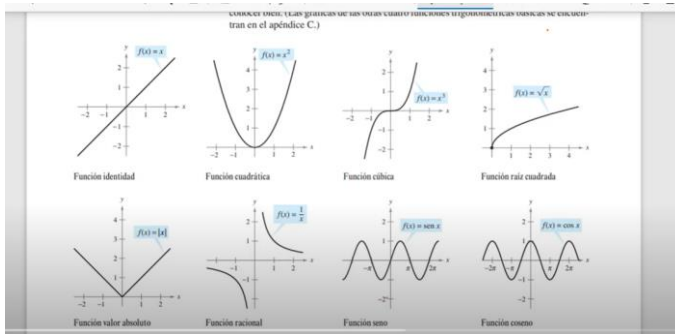 conocer bien. (Las gráficas de las otras cuatro funciones trigonométricas básicas se encuen-
tran en el apéndice C.)
f(x) = x
f(x) = x²
f(x) = x³
f(x) = √x
Función identidad
Función cuadrática
Función cúbica
Función raíz cuadrada
f(x) = |x|
f(x) = 1/x
f(x) = sen x
f(x) = cos x
Función valor absoluto
Función racional
Función seno
Función coseno